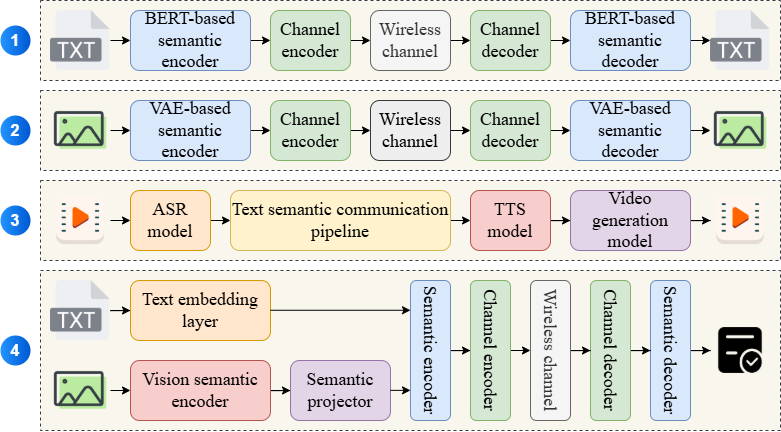 1
TXT
BERT-based
semantic
encoder
Channel
encoder
Wireless
channel
Channel
decoder
BERT-based
semantic
decoder
TXT
2
VAE-based
semantic
encoder
Channel
encoder
Wireless
channel
Channel
decoder
VAE-based
semantic
decoder
3
ASR
model
Text semantic communication
pipeline
TTS
model
Video
generation
model
4
TXT
Text embedding
layer
Vision semantic
encoder
Semantic
projector
Semantic encoder
Channel encoder
Wireless channel
Channel decoder
Semantic decoder